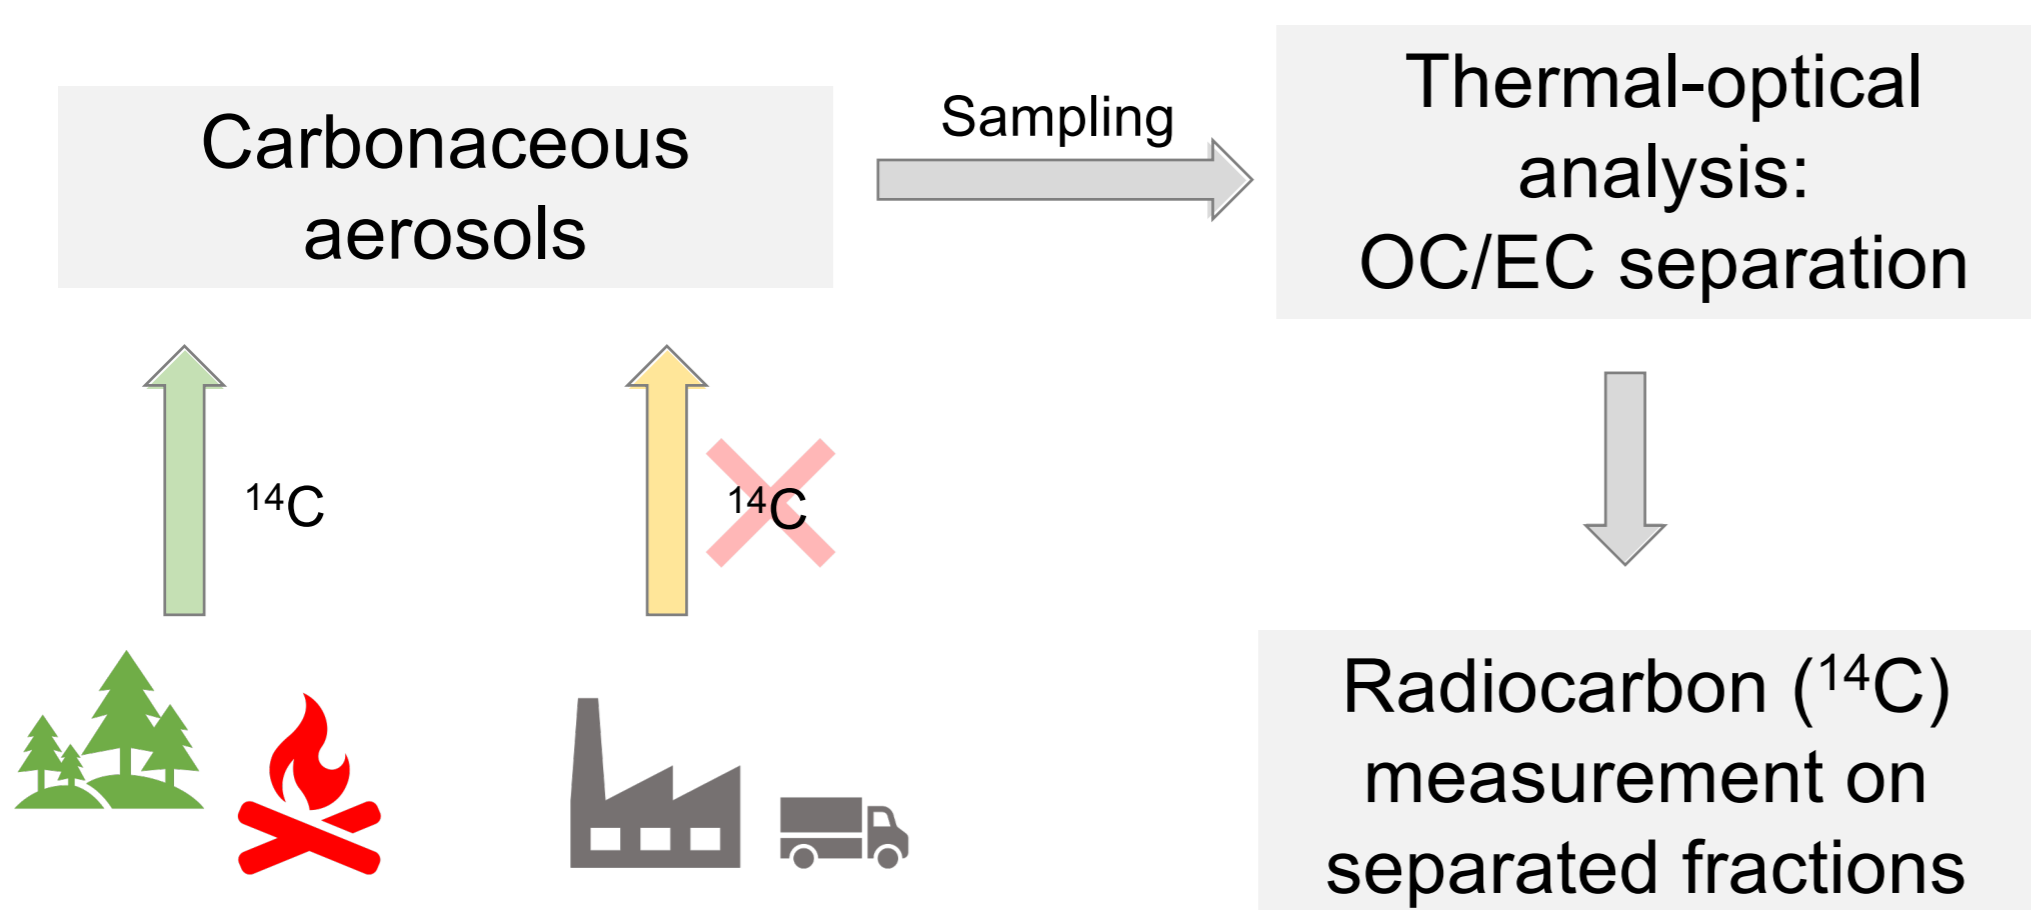 Carbonaceous
aerosols
Sampling
Thermal-optical
analysis:
OC/EC separation
¹⁴C
¹⁴C
Radiocarbon (¹⁴C)
measurement on
separated fractions